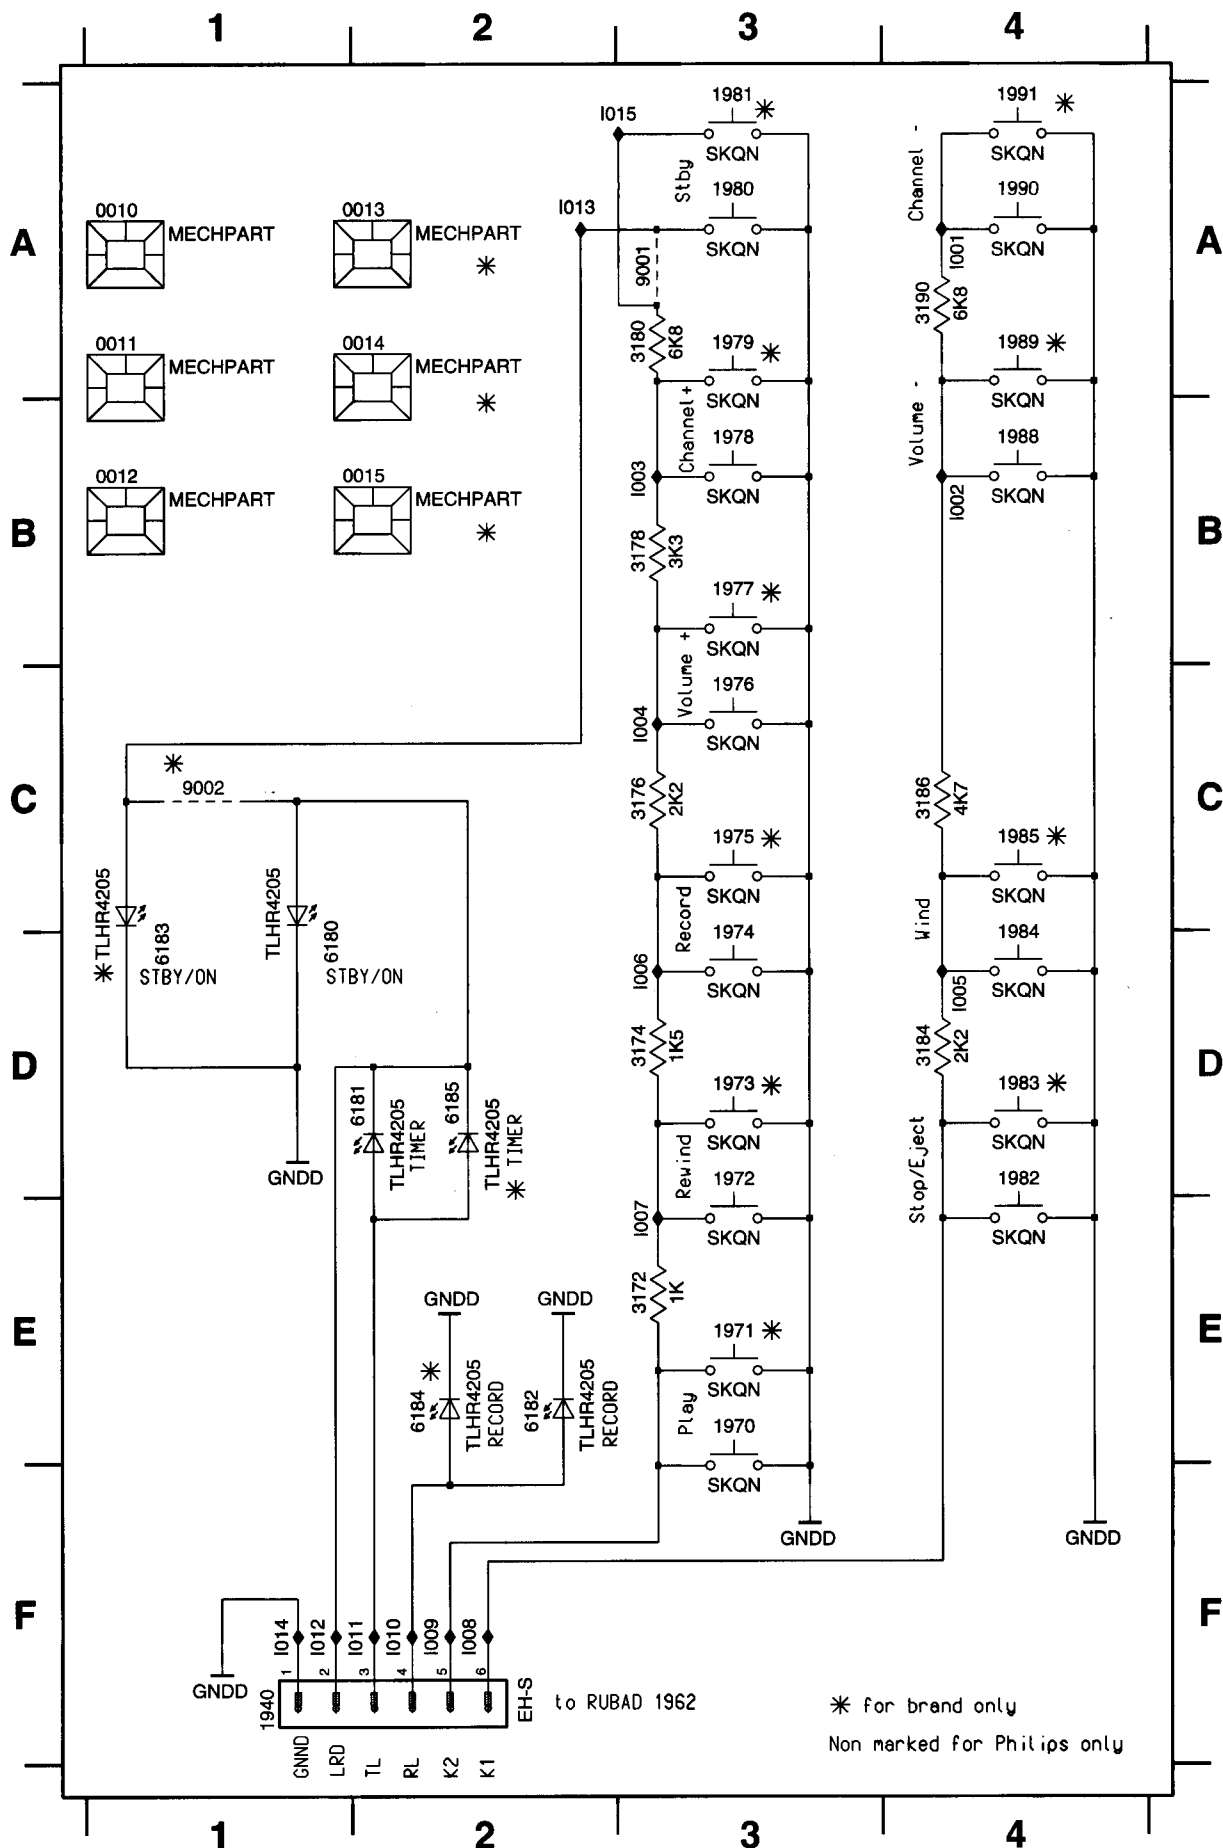 1 2 3 4
A
B
C
D
E
F
A
B
C
D
E
F
0010
MECHPART
0013
MECHPART
*
0011
MECHPART
0014
MECHPART
*
0012
MECHPART
0015
MECHPART
*
I015
I013
1981 *
SKQN
Stby
1980
SKQN
9001
3180
6K8
1979 *
SKQN
Channel+
1978
SKQN
I003
3178
3K3
1977 *
SKQN
Volume +
1976
SKQN
I004
3176
2K2
1975 *
SKQN
Record
1974
SKQN
I006
3174
1K5
1973 *
SKQN
Rewind
1972
SKQN
I007
3172
1K
1971 *
SKQN
Play
1970
SKQN
GNDD
1991 *
SKQN
Channel -
1990
SKQN
I001
3190
6K8
1989 *
SKQN
Volume -
1988
SKQN
I002
3186
4K7
1985 *
SKQN
Wind
1984
SKQN
I005
3184
2K2
1983 *
SKQN
Stop/Eject
1982
SKQN
GNDD
*
9002
* TLHR4205
6183
STBY/ON
TLHR4205
6180
STBY/ON
GNDD
6181
TLHR4205
TIMER
6185
TLHR4205
* TIMER
GNDD
GNDD
*
6184
TLHR4205
RECORD
6182
TLHR4205
RECORD
GNDD
I014
I012
I011
I010
I009
I008
1 2 3 4 5 6
1940
EH-S
to RUBAD 1962
GNND
LRD
TL
RL
K2
K1
* for brand only
Non marked for Philips only
1 2 3 4